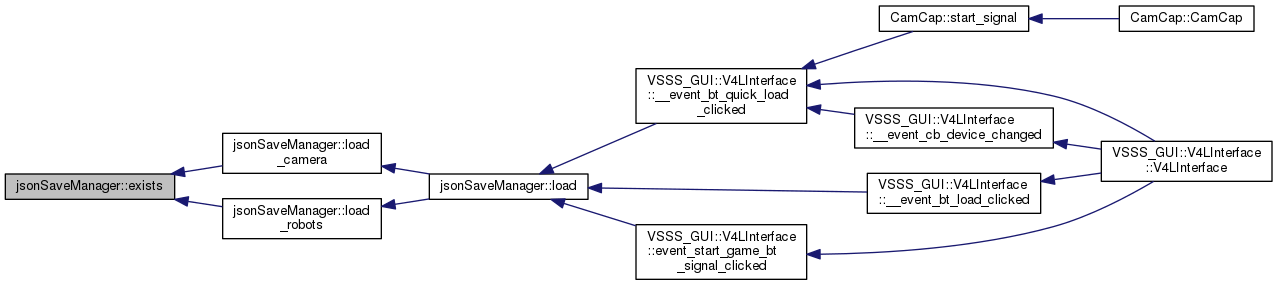 CamCap::start_signal
CamCap::CamCap
VSSS_GUI::V4LInterface
::__event_bt_quick_load
_clicked
VSSS_GUI::V4LInterface
::__event_cb_device_changed
jsonSaveManager::load
_camera
VSSS_GUI::V4LInterface
::V4LInterface
jsonSaveManager::exists
jsonSaveManager::load
VSSS_GUI::V4LInterface
::__event_bt_load_clicked
jsonSaveManager::load
_robots
VSSS_GUI::V4LInterface
::event_start_game_bt
_signal_clicked